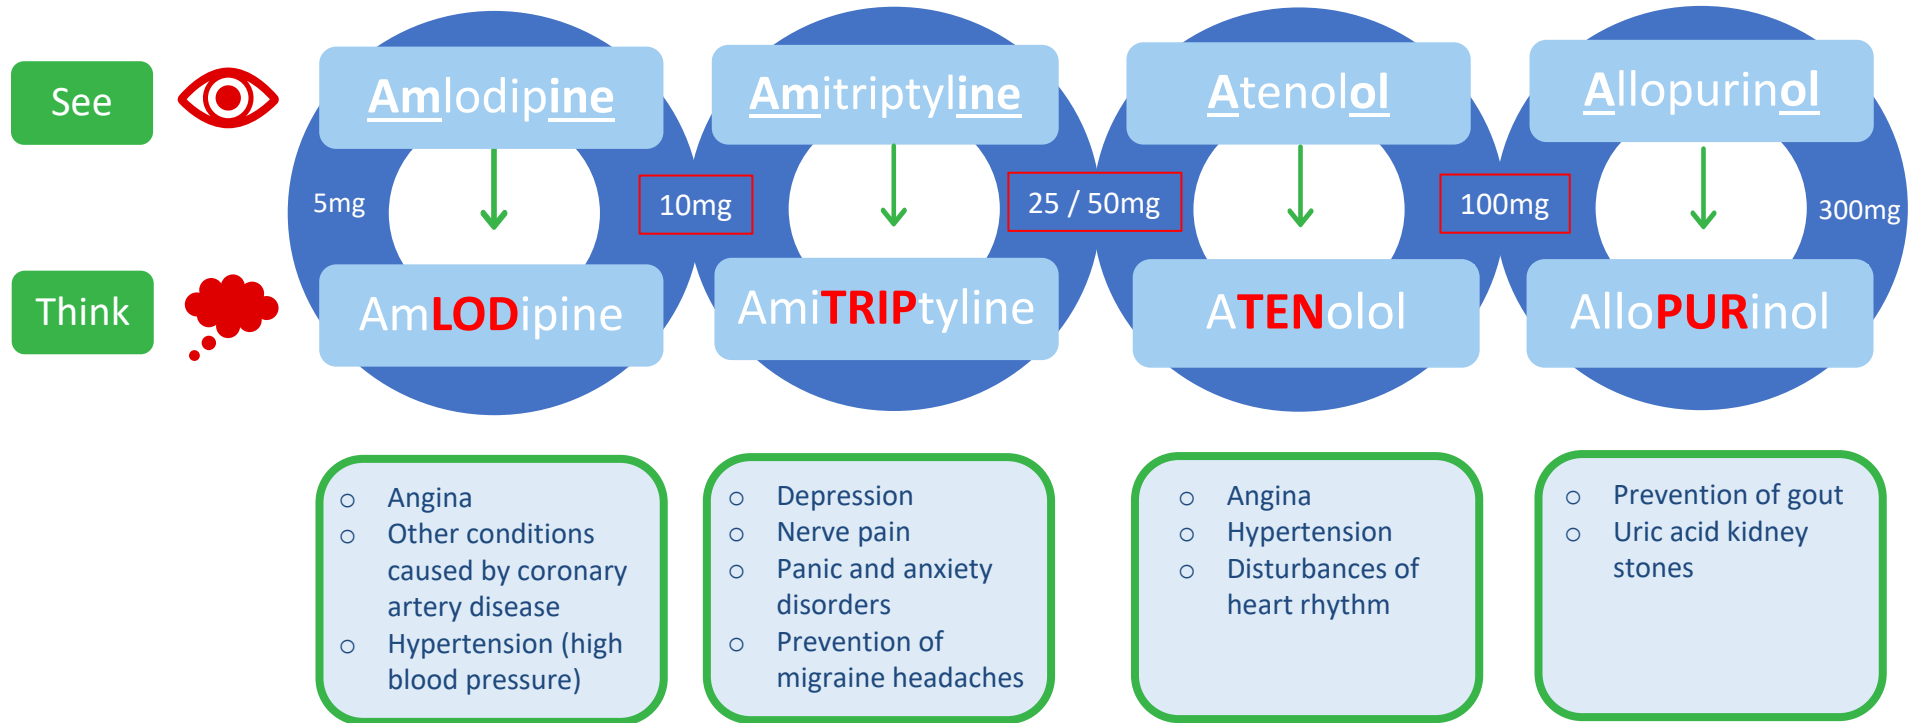 See
Amlodipine
Amitriptyline
Atenolol
Allopurinol
5mg
10mg
25 / 50mg
100mg
300mg
Think
AmLODipine
AmiTRIPtyline
ATENolol
AlloPURinol
o Angina
o Other conditions
caused by coronary
artery disease
o Hypertension (high
blood pressure)
o Depression
o Nerve pain
o Panic and anxiety
disorders
o Prevention of
migraine headaches
o Angina
o Hypertension
o Disturbances of
heart rhythm
o Prevention of gout
o Uric acid kidney
stones